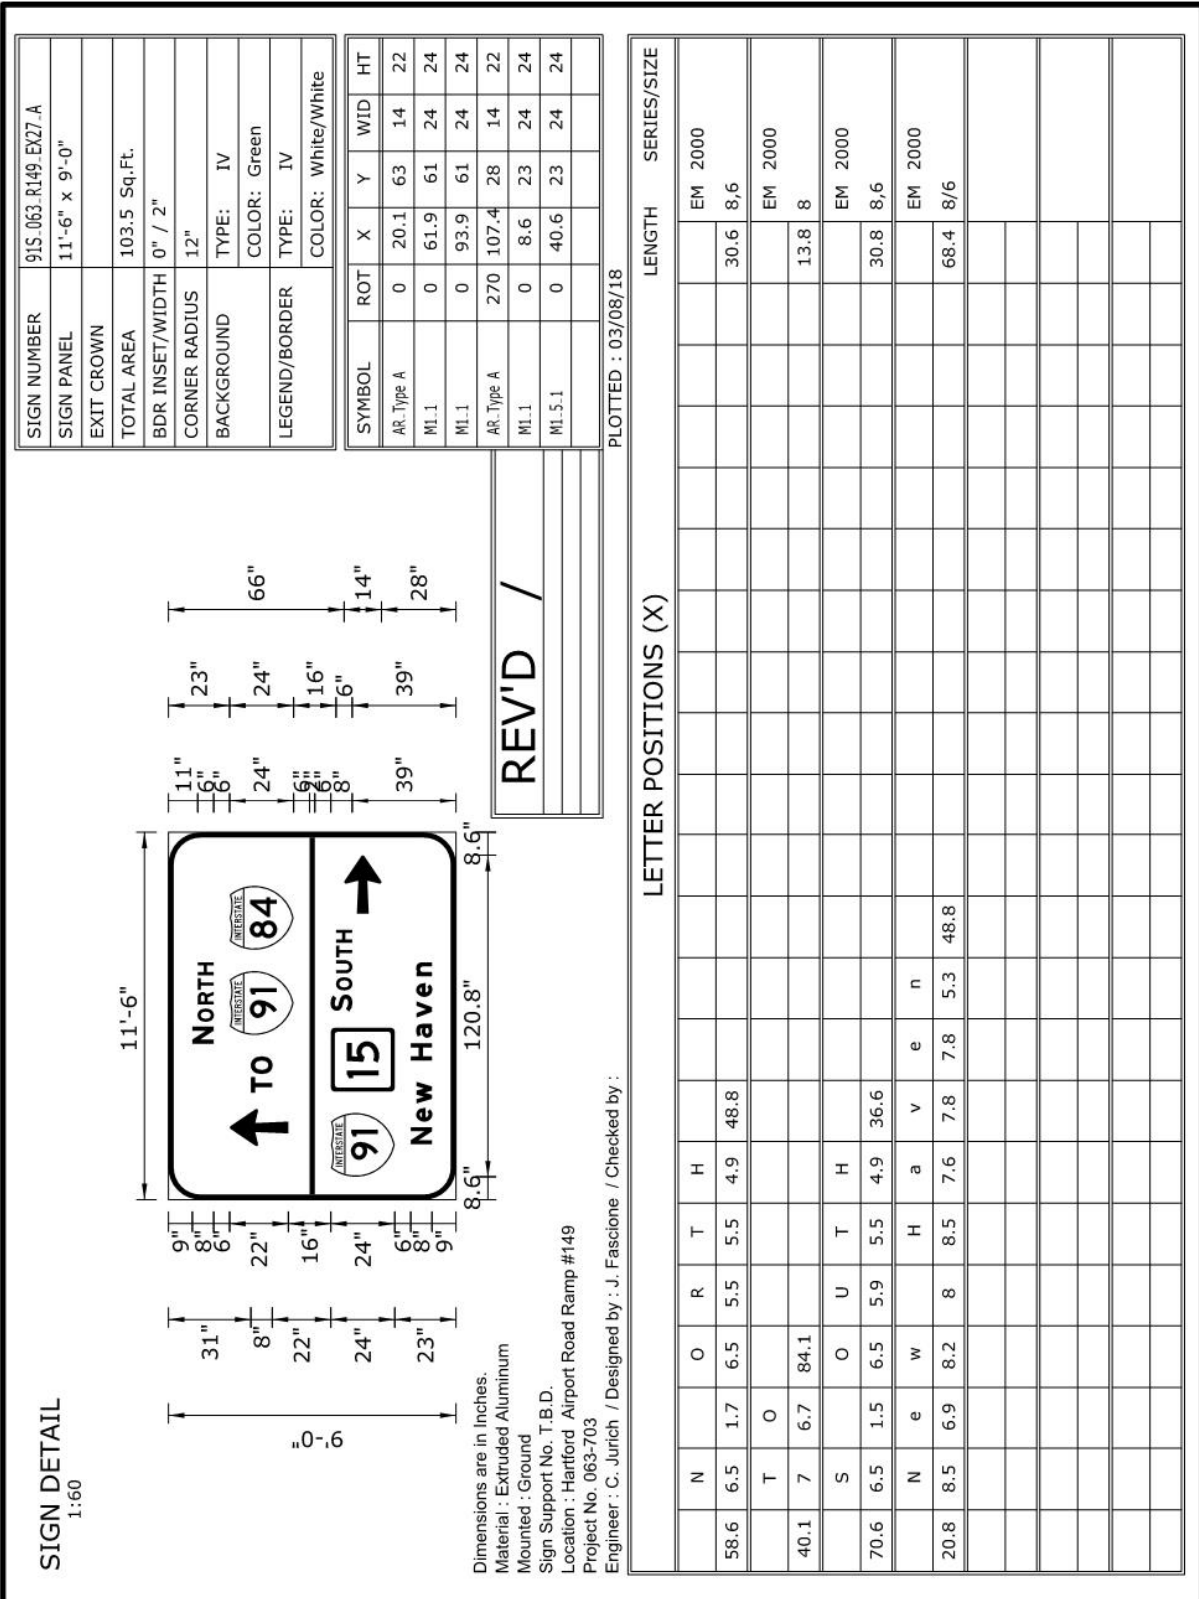 SIGN DETAIL
1:60
11'-6"
9'-0"
31"
8"
22"
24"
23"
9"
8"
6"
22"
16"
24"
6"
8"
9"
NORTH
TO
INTERSTATE
91
INTERSTATE
84
INTERSTATE
91
15
SOUTH
New Haven
8.6"
120.8"
8.6"
11"
6"
6"
24"
6"
6"
8"
39"
23"
24"
16"
6"
39"
66"
14"
28"
SIGN NUMBER 91S_063_R149_EX27_A
SIGN PANEL 11'-6" x 9'-0"
EXIT CROWN
TOTAL AREA 103.5 Sq.Ft.
BDR INSET/WIDTH 0" / 2"
CORNER RADIUS 12"
BACKGROUND TYPE: IV
COLOR: Green
LEGEND/BORDER TYPE: IV
COLOR: White/White
SYMBOL ROT X Y WID HT
AR_Type A 0 20.1 63 14 22
M1_1 0 61.9 61 24 24
M1_1 0 93.9 61 24 24
AR_Type A 270 107.4 28 14 22
M1_1 0 8.6 23 24 24
M1_5_1 0 40.6 23 24 24
Dimensions are in Inches.
Material : Extruded Aluminum
Mounted : Ground
Sign Support No. T.B.D.
Location : Hartford Airport Road Ramp #149
Project No. 063-703
Engineer : C. Jurich / Designed by : J. Fascione / Checked by :
REV'D /
PLOTTED : 03/08/18
LETTER POSITIONS (X) LENGTH SERIES/SIZE
N O R T H EM 2000
58.6 6.5 1.7 6.5 5.5 5.5 4.9 48.8 30.6 8,6
T O EM 2000
40.1 7 6.7 84.1 13.8 8
S O U T H EM 2000
70.6 6.5 1.5 6.5 5.9 5.5 4.9 36.6 30.8 8,6
N e w H a v e n EM 2000
20.8 8.5 6.9 8.2 8 8.5 7.6 7.8 7.8 5.3 48.8 68.4 8/6